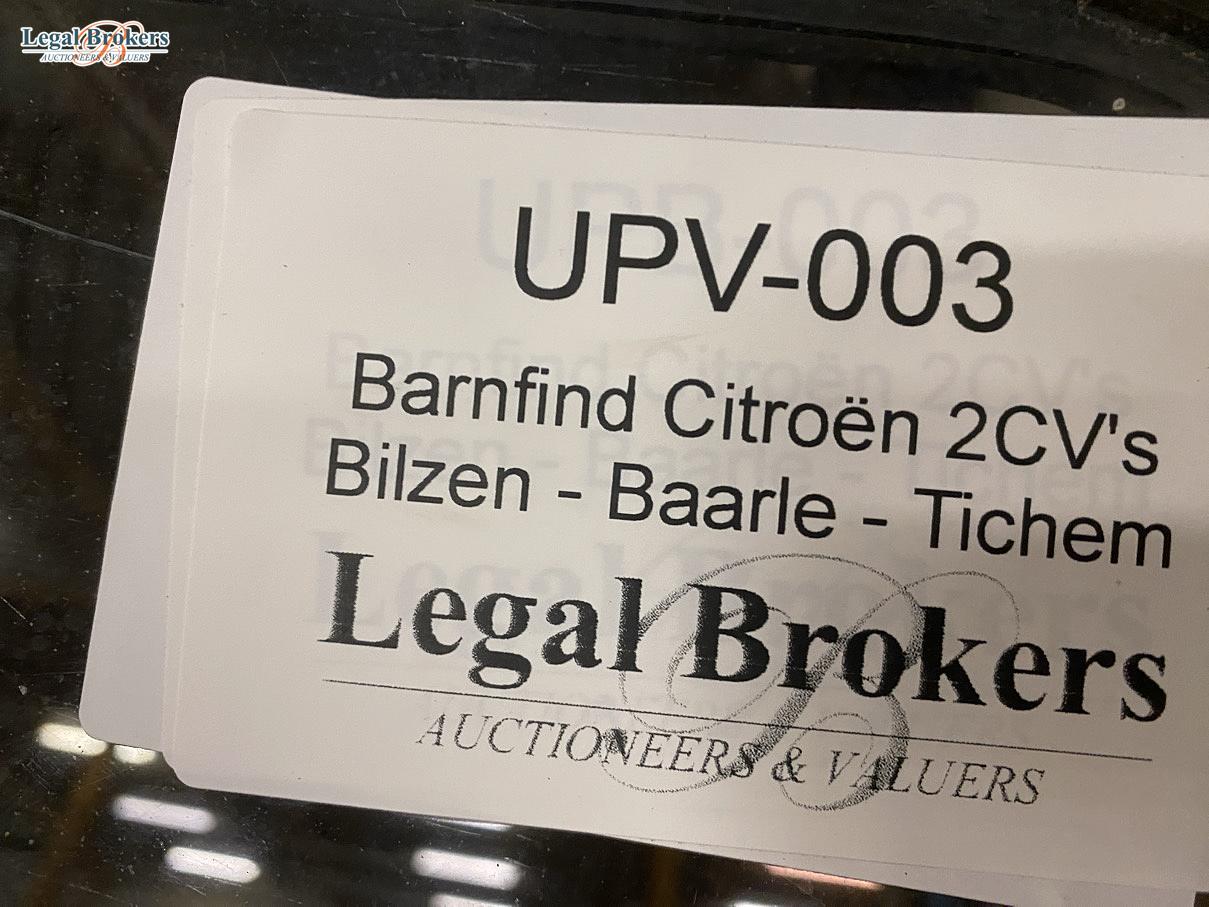 Legal Brokers
AUCTIONEERS & VALUERS
UPV-003
Barnfind Citroën 2CV's
Bilzen - Baarle - Tichem
Legal Brokers
AUCTIONEERS & VALUERS